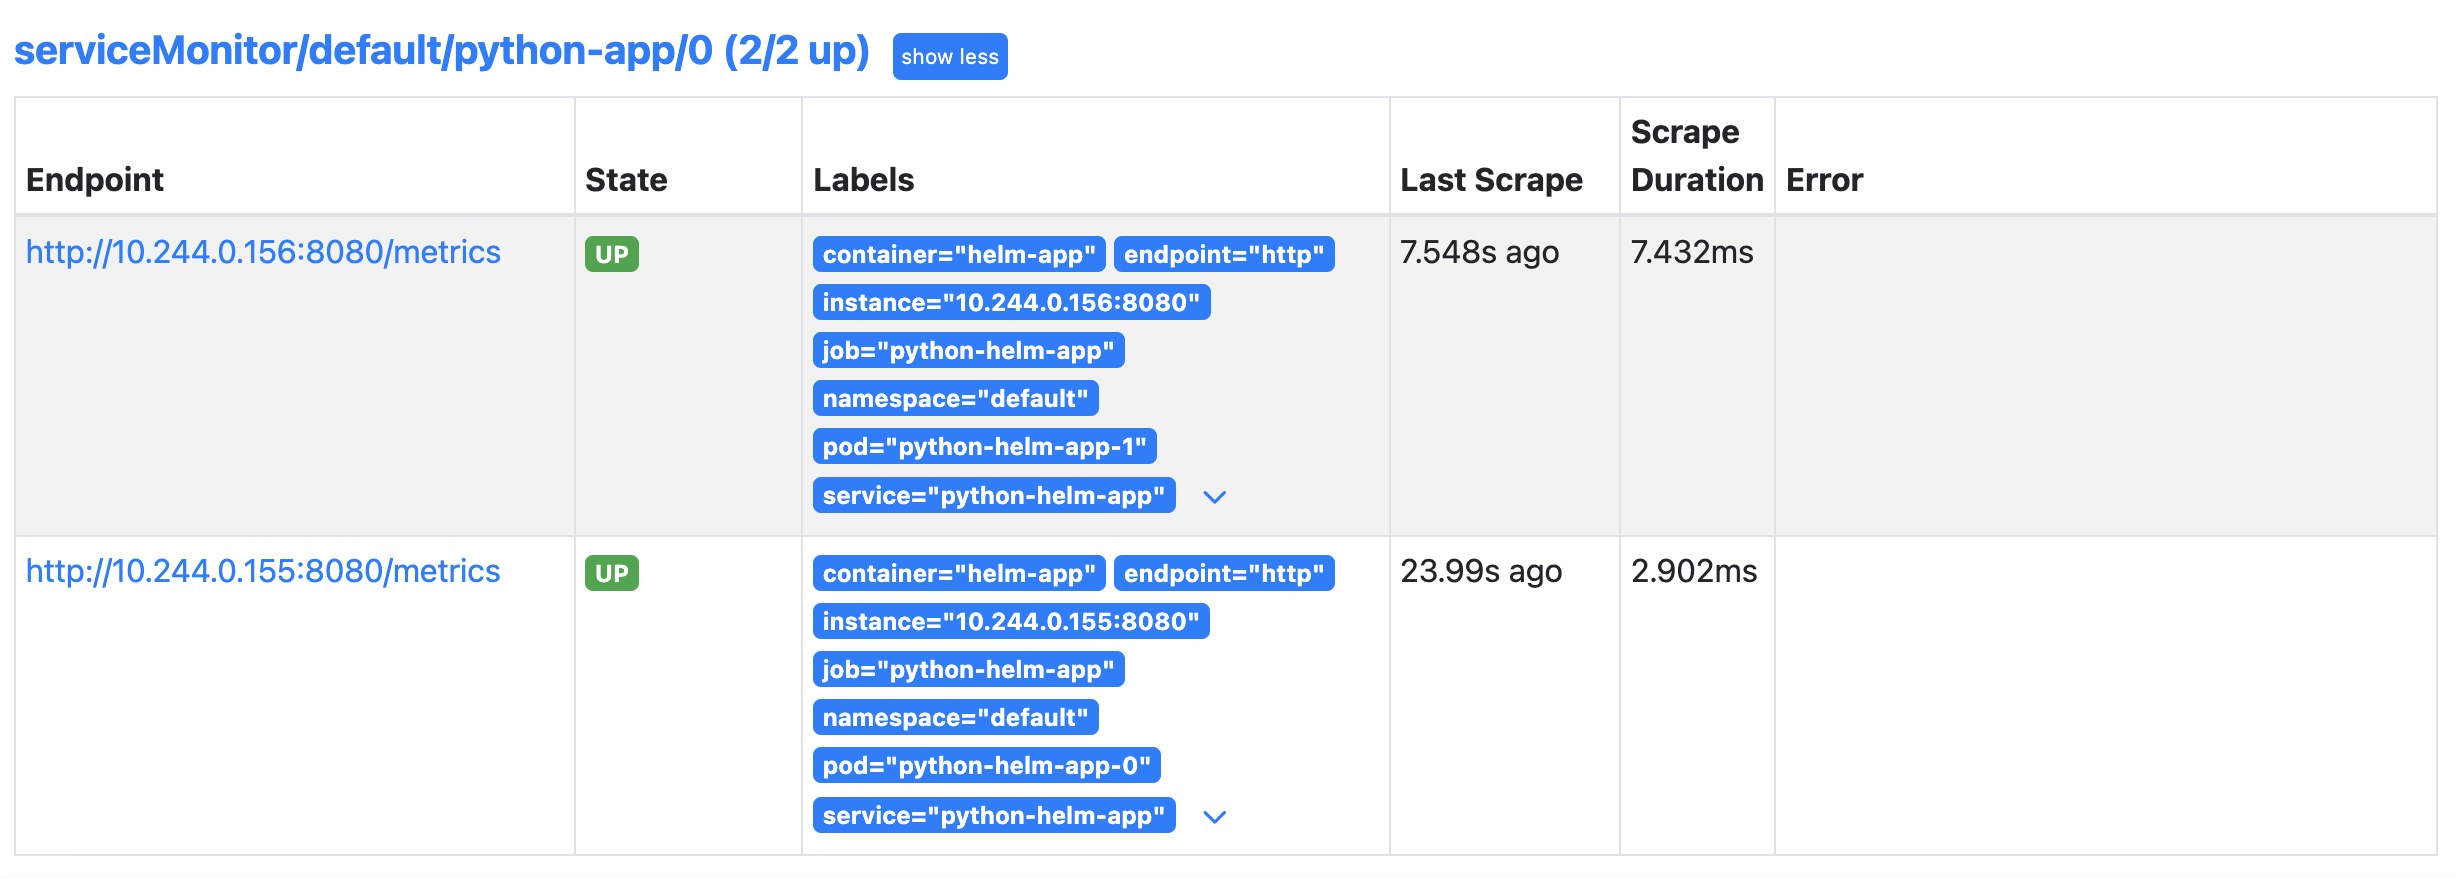 serviceMonitor/default/python-app/0 (2/2 up) show less
Endpoint State Labels Last Scrape Scrape Duration Error
http://10.244.0.156:8080/metrics UP container="helm-app" endpoint="http" 7.548s ago 7.432ms
instance="10.244.0.156:8080"
job="python-helm-app"
namespace="default"
pod="python-helm-app-1"
service="python-helm-app"
http://10.244.0.155:8080/metrics UP container="helm-app" endpoint="http" 23.99s ago 2.902ms
instance="10.244.0.155:8080"
job="python-helm-app"
namespace="default"
pod="python-helm-app-0"
service="python-helm-app"